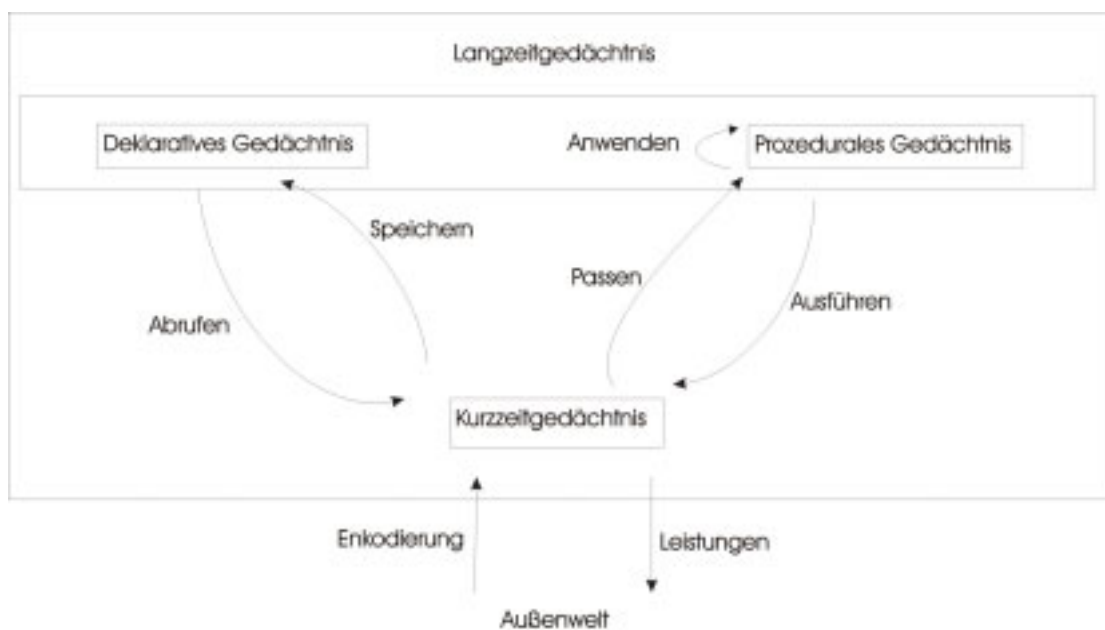 Langzeitgedächtnis
Deklaratives Gedächtnis
Anwenden
Prozedurales Gedächtnis
Speichern
Passen
Ausführen
Abrufen
Kurzzeitgedächtnis
Enkodierung
Leistungen
Außenwelt